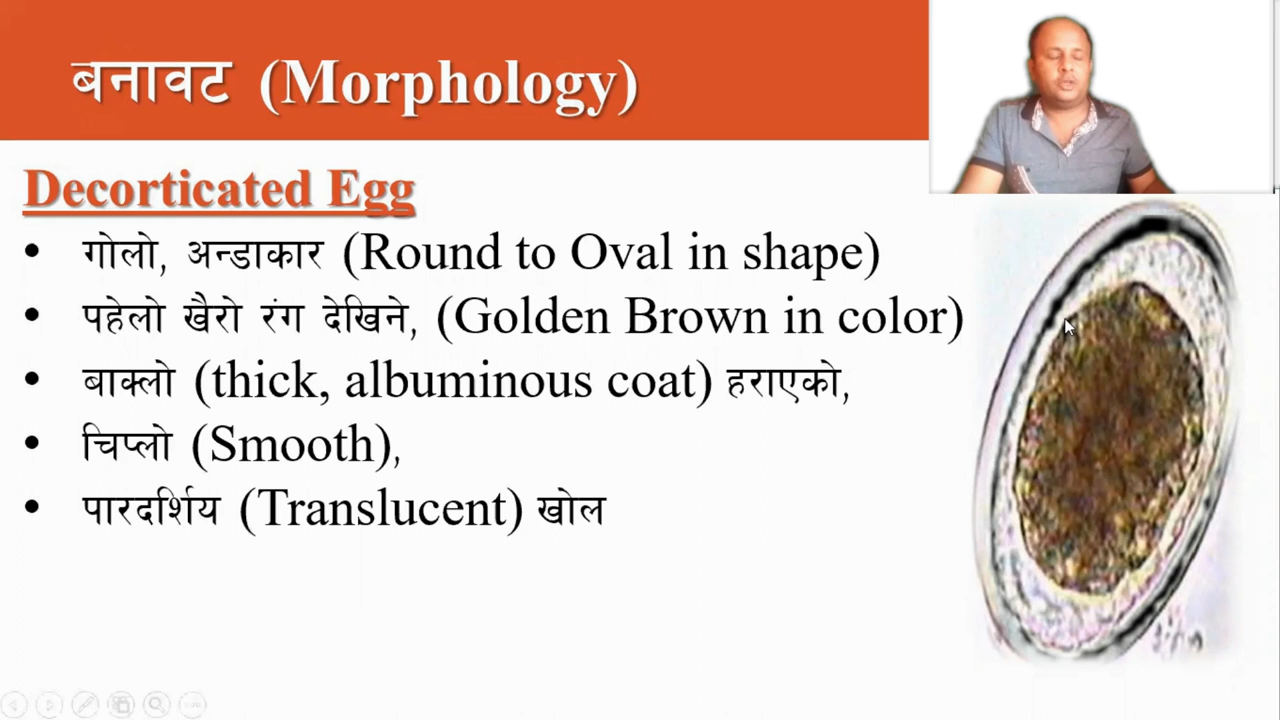 बनावट (Morphology)
Decorticated Egg
• गोलो, अन्डाकार (Round to Oval in shape)
• पहेलो खैरो रंग देखिने, (Golden Brown in color)
• बाक्लो (thick, albuminous coat) हराएको,
• चिप्लो (Smooth),
• पारदर्शिय (Translucent) खोल